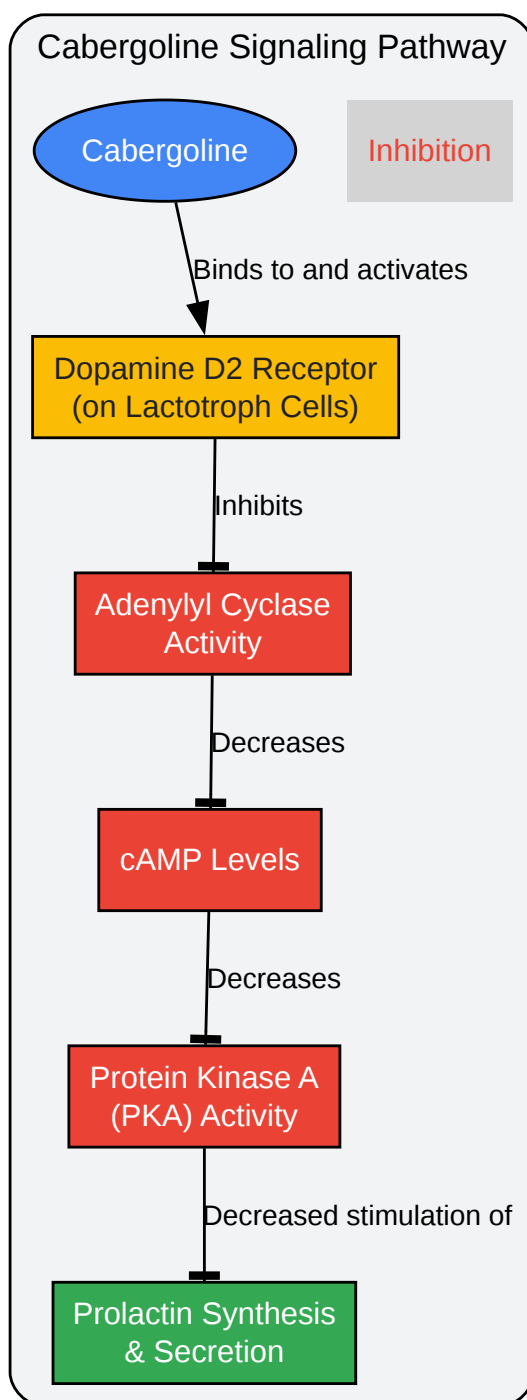 Cabergoline Signaling Pathway
Cabergoline
Inhibition
Binds to and activates
Dopamine D2 Receptor
(on Lactotroph Cells)
Inhibits
Adenylyl Cyclase
Activity
Decreases
cAMP Levels
Decreases
Protein Kinase A
(PKA) Activity
Decreased stimulation of
Prolactin Synthesis
& Secretion